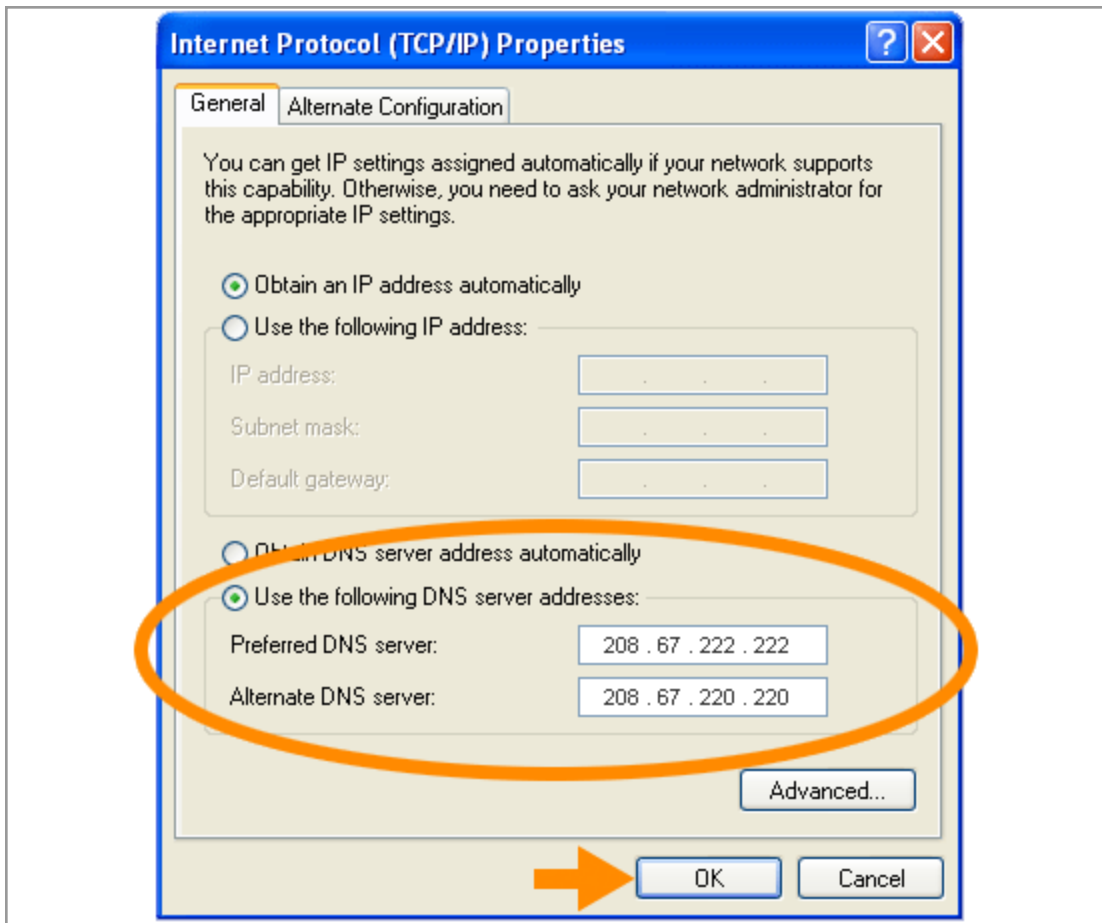 Internet Protocol (TCP/IP) Properties
General
Alternate Configuration
You can get IP settings assigned automatically if your network supports
this capability. Otherwise, you need to ask your network administrator for
the appropriate IP settings.
Obtain an IP address automatically
Use the following IP address:
IP address:
Subnet mask:
Default gateway:
Obtain DNS server address automatically
Use the following DNS server addresses:
Preferred DNS server: 208 . 67 . 222 . 222
Alternate DNS server: 208 . 67 . 220 . 220
Advanced...
OK Cancel